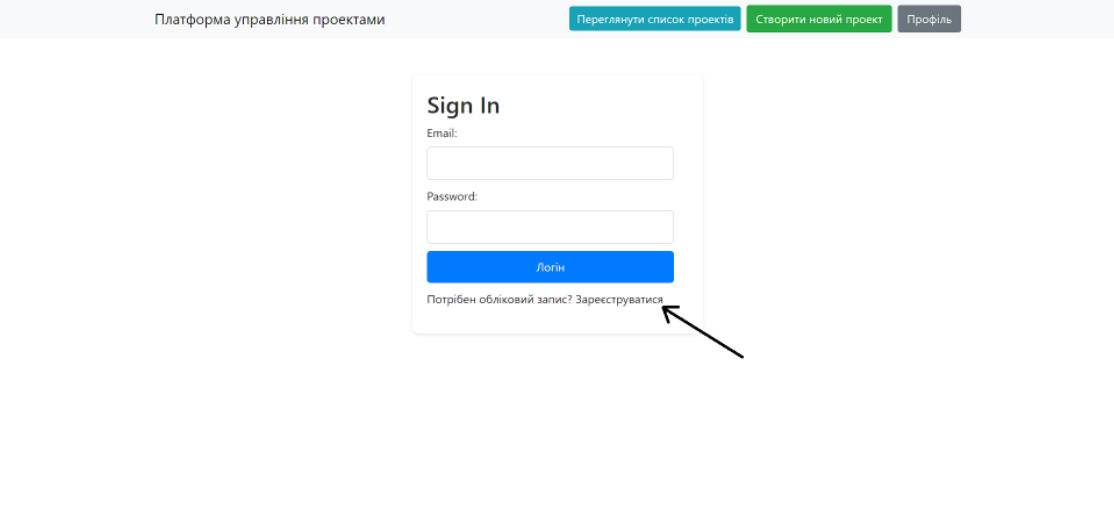 Платформа управління проектами
Переглянути список проектів
Створити новий проект
Профіль
Sign In
Email:
Password:
Логін
Потрібен обліковий запис? Зареєструватися